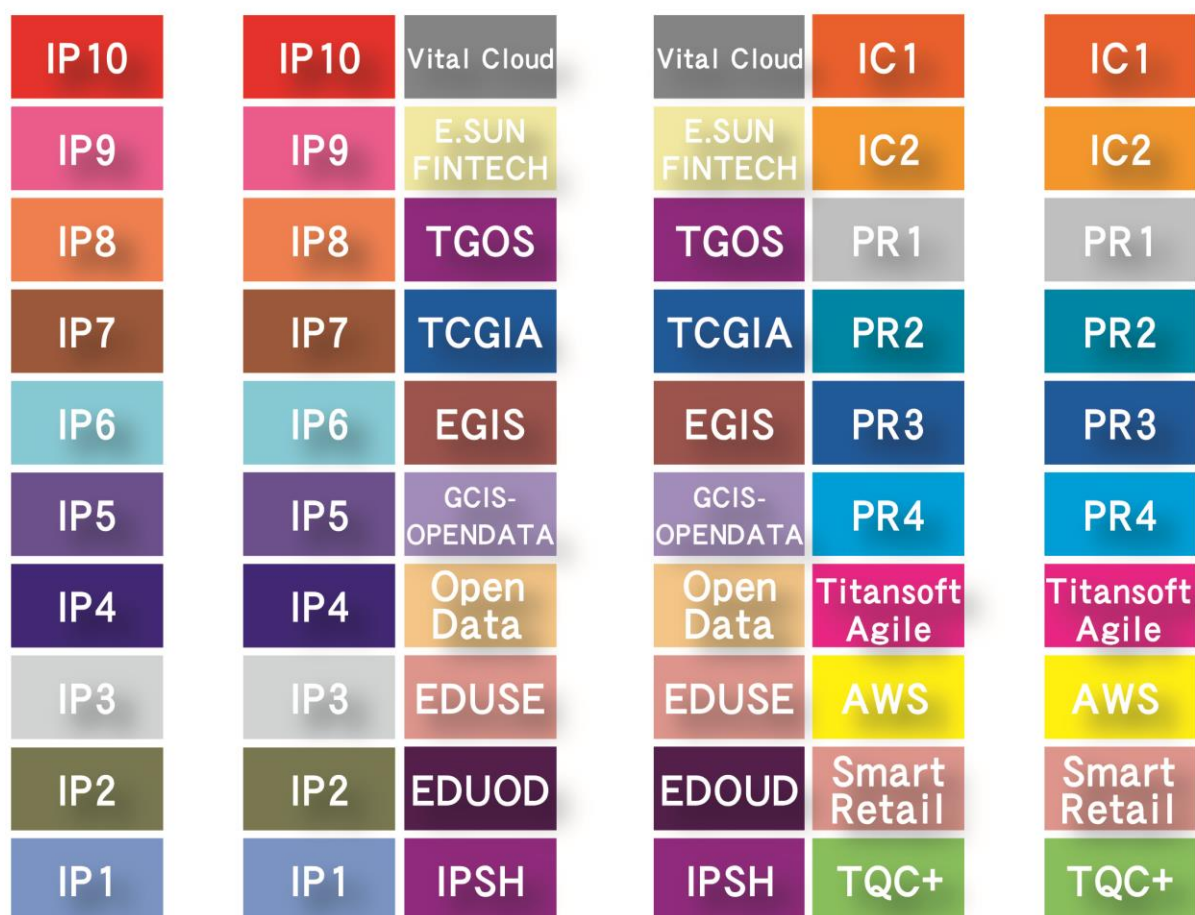 IP10 IP10 Vital Cloud Vital Cloud IC1 IC1
IP9 IP9 E.SUN FINTECH E.SUN FINTECH IC2 IC2
IP8 IP8 TGOS TGOS PR1 PR1
IP7 IP7 TCGIA TCGIA PR2 PR2
IP6 IP6 EGIS EGIS PR3 PR3
IP5 IP5 GCIS-OPENDATA GCIS-OPENDATA PR4 PR4
IP4 IP4 Open Data Open Data Titansoft Agile Titansoft Agile
IP3 IP3 EDUSE EDUSE AWS AWS
IP2 IP2 EDUOD EDOUD Smart Retail Smart Retail
IP1 IP1 IPSH IPSH TQC+ TQC+